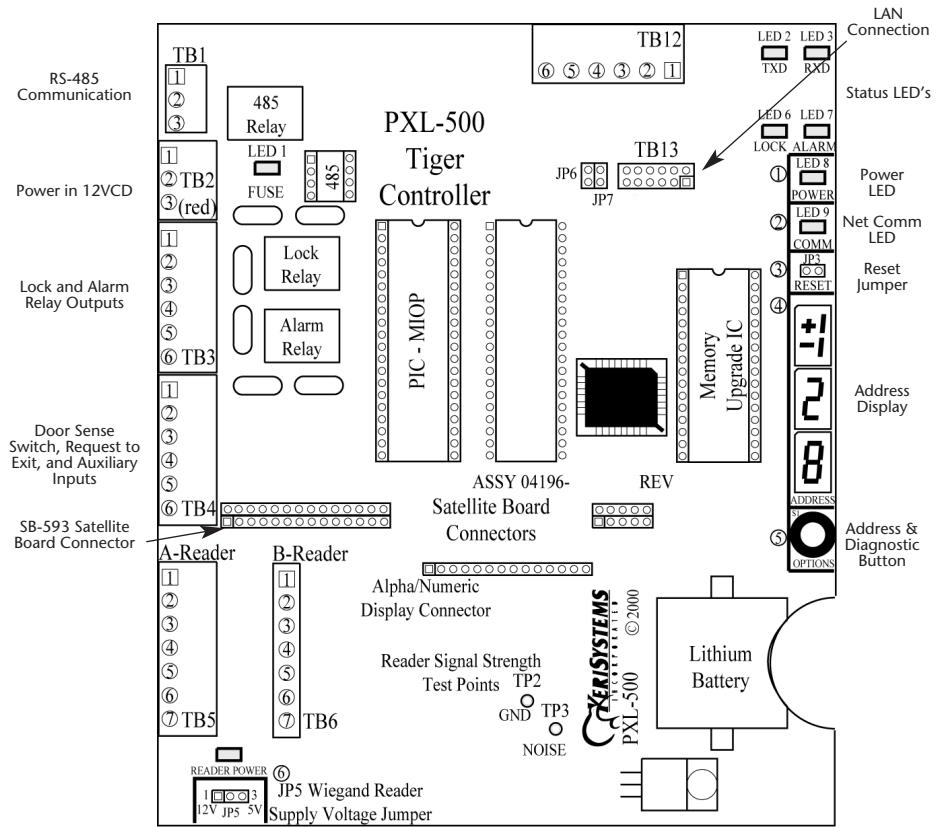 LAN
Connection
RS-485
Communication
TB1
1
2
3
485
Relay
LED 1
FUSE
485
PXL-500
Tiger
Controller
TB12
6 5 4 3 2 1
LED 2 LED 3
TXD RXD
Status LED's
LED 6 LED 7
LOCK ALARM
JP6
JP7
TB13
Power in 12VCD
1
2 TB2
3 (red)
1 LED 8
POWER
Power
LED
2 LED 9
COMM
Net Comm
LED
3 JP3
RESET
Reset
Jumper
Lock and Alarm
Relay Outputs
1
2
3
4
5
6 TB3
Lock
Relay
Alarm
Relay
PIC - MIOP
Memory
Upgrade IC
4
±1
2
8
ADDRESS
Address
Display
Door Sense
Switch, Request to
Exit, and Auxiliary
Inputs
1
2
3
4
5
6 TB4
ASSY 04196- REV
Satellite Board
Connectors
SB-593 Satellite
Board Connector
5 S1
OPTIONS
Address &
Diagnostic
Button
A-Reader
1
2
3
4
5
6
7 TB5
B-Reader
1
2
3
4
5
6
7 TB6
Alpha/Numeric
Display Connector
Reader Signal Strength
Test Points
TP2
GND
TP3
NOISE
KERISYSTEMS
INCORPORATED
© 2000
PXL-500
Lithium
Battery
READER POWER 6
1 3
12V JP5 5V
JP5 Wiegand Reader
Supply Voltage Jumper